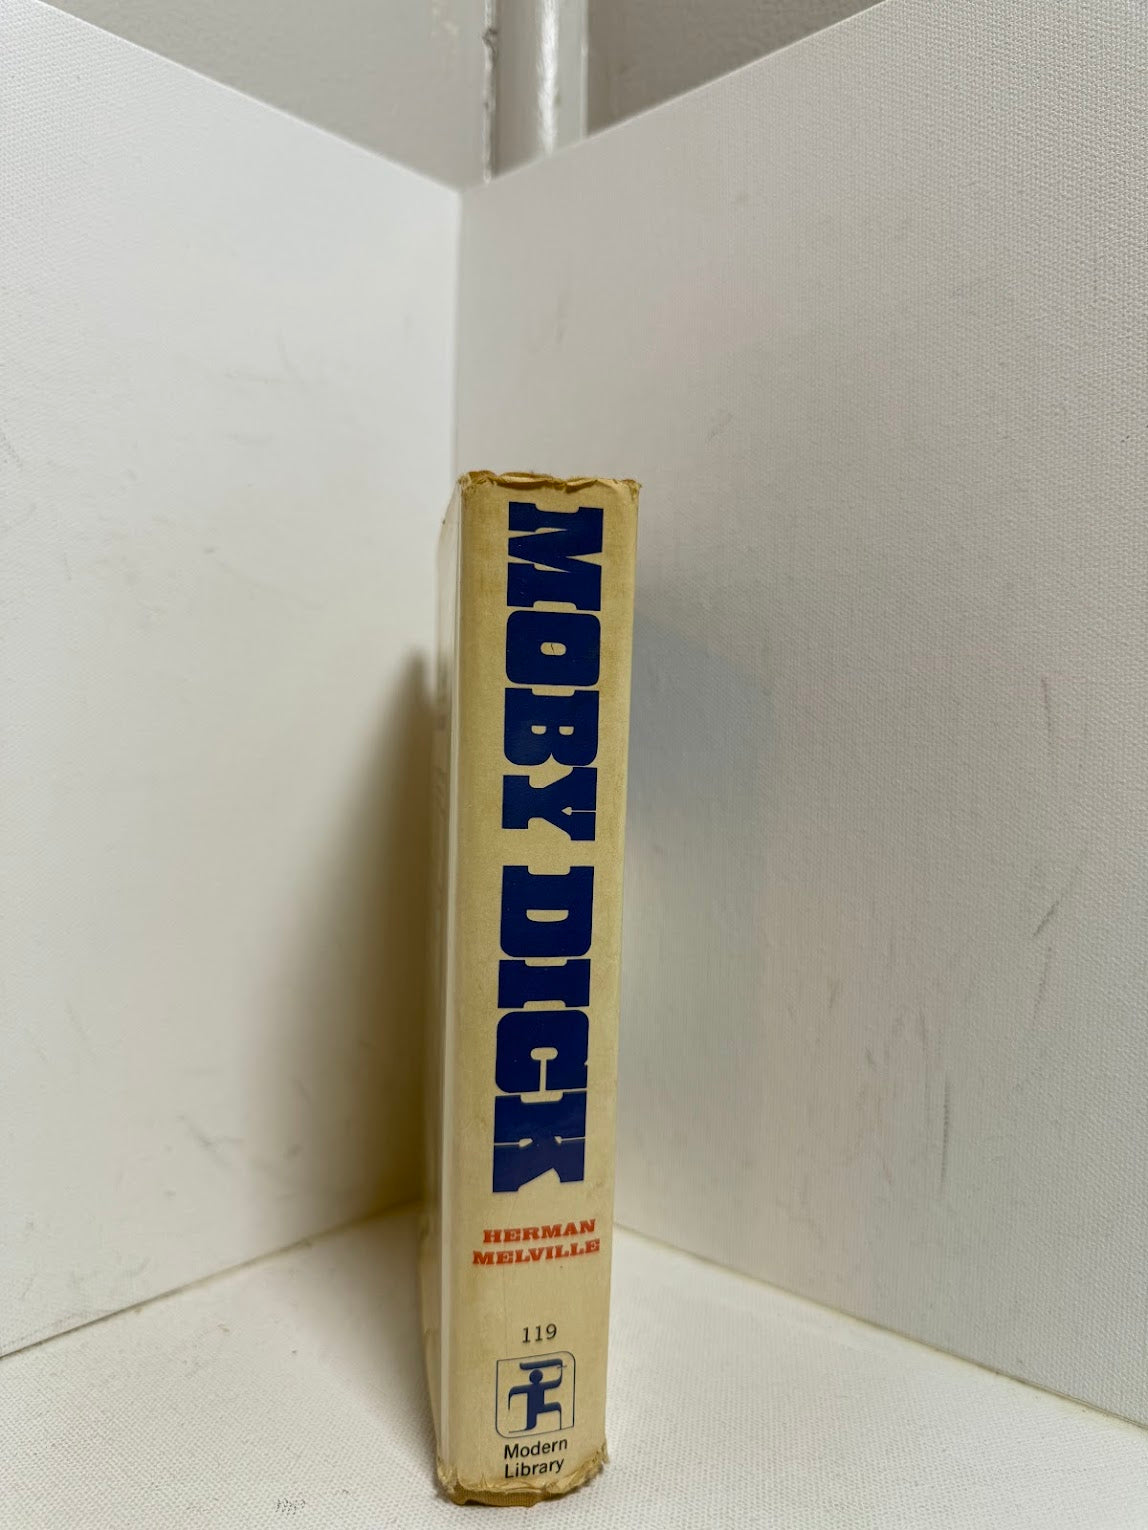 MOBY DICK
HERMAN
MELVILLE
119
Modern
Library